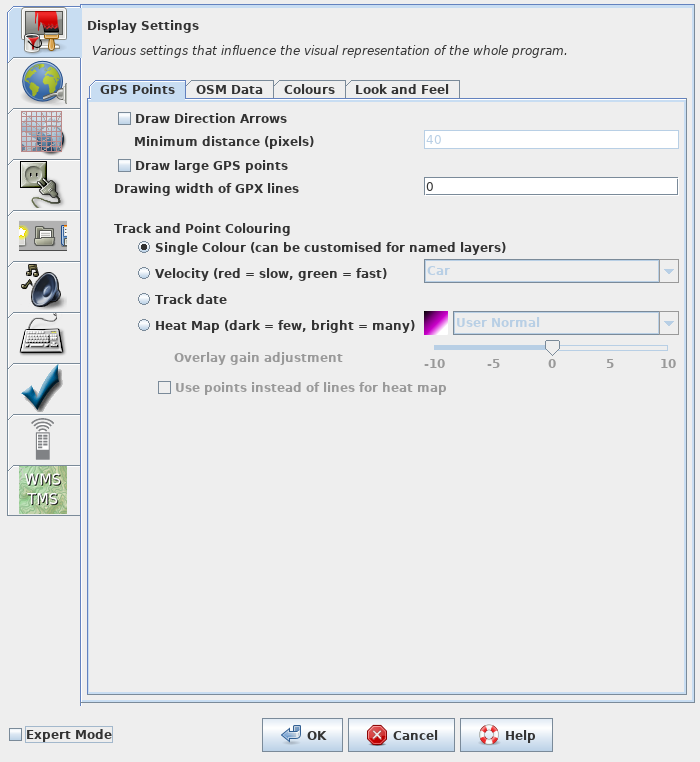 Display Settings
Various settings that influence the visual representation of the whole program.
GPS Points OSM Data Colours Look and Feel
Draw Direction Arrows
Minimum distance (pixels) 40
Draw large GPS points
Drawing width of GPX lines 0
Track and Point Colouring
Single Colour (can be customised for named layers)
Velocity (red = slow, green = fast) Car
Track date
Heat Map (dark = few, bright = many) User Normal
Overlay gain adjustment
-10 -5 0 5 10
Use points instead of lines for heat map
WMS
TMS
Expert Mode OK Cancel Help